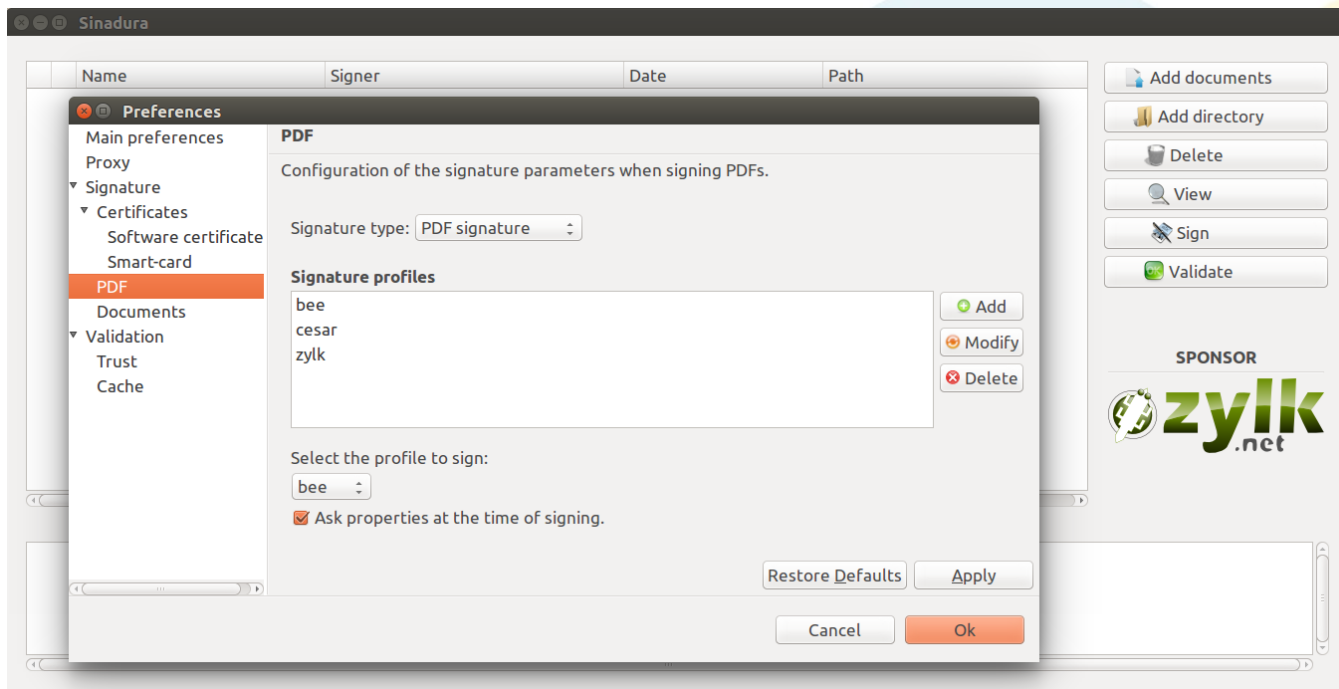 Sinadura
Name Signer Date Path
Add documents
Add directory
Delete
View
Sign
Validate
SPONSOR
zylk
.net
Preferences
Main preferences
Proxy
Signature
Certificates
Software certificate
Smart-card
PDF
Documents
Validation
Trust
Cache
PDF
Configuration of the signature parameters when signing PDFs.
Signature type: PDF signature
Signature profiles
bee
cesar
zylk
Add
Modify
Delete
Select the profile to sign:
bee
Ask properties at the time of signing.
Restore Defaults Apply
Cancel Ok